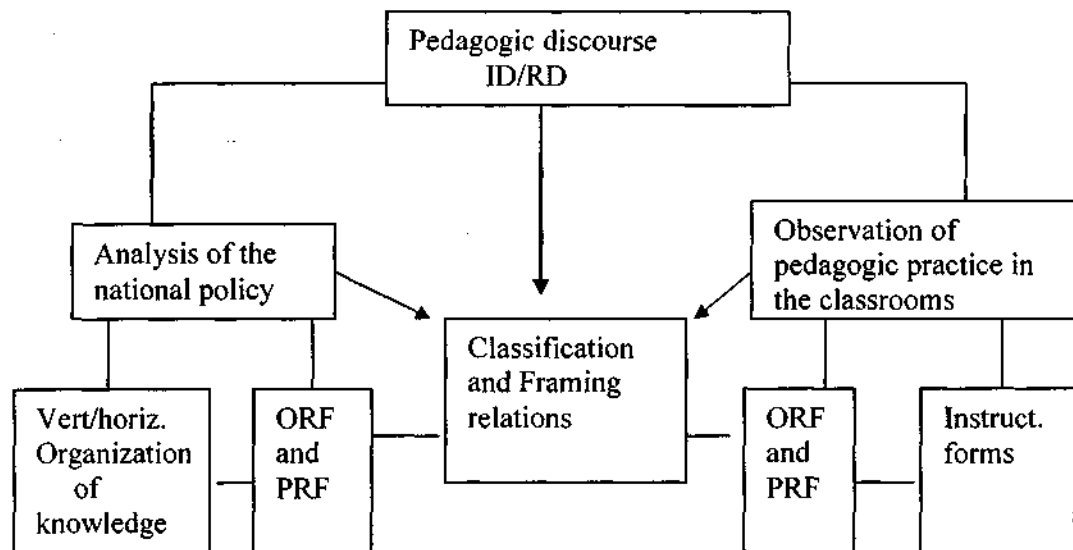 Pedagogic discourse
ID/RD
Analysis of the
national policy
Observation of
pedagogic practice in
the classrooms
Classification
and Framing
relations
Vert/horiz.
Organization
of
knowledge
ORF
and
PRF
ORF
and
PRF
Instruct.
forms